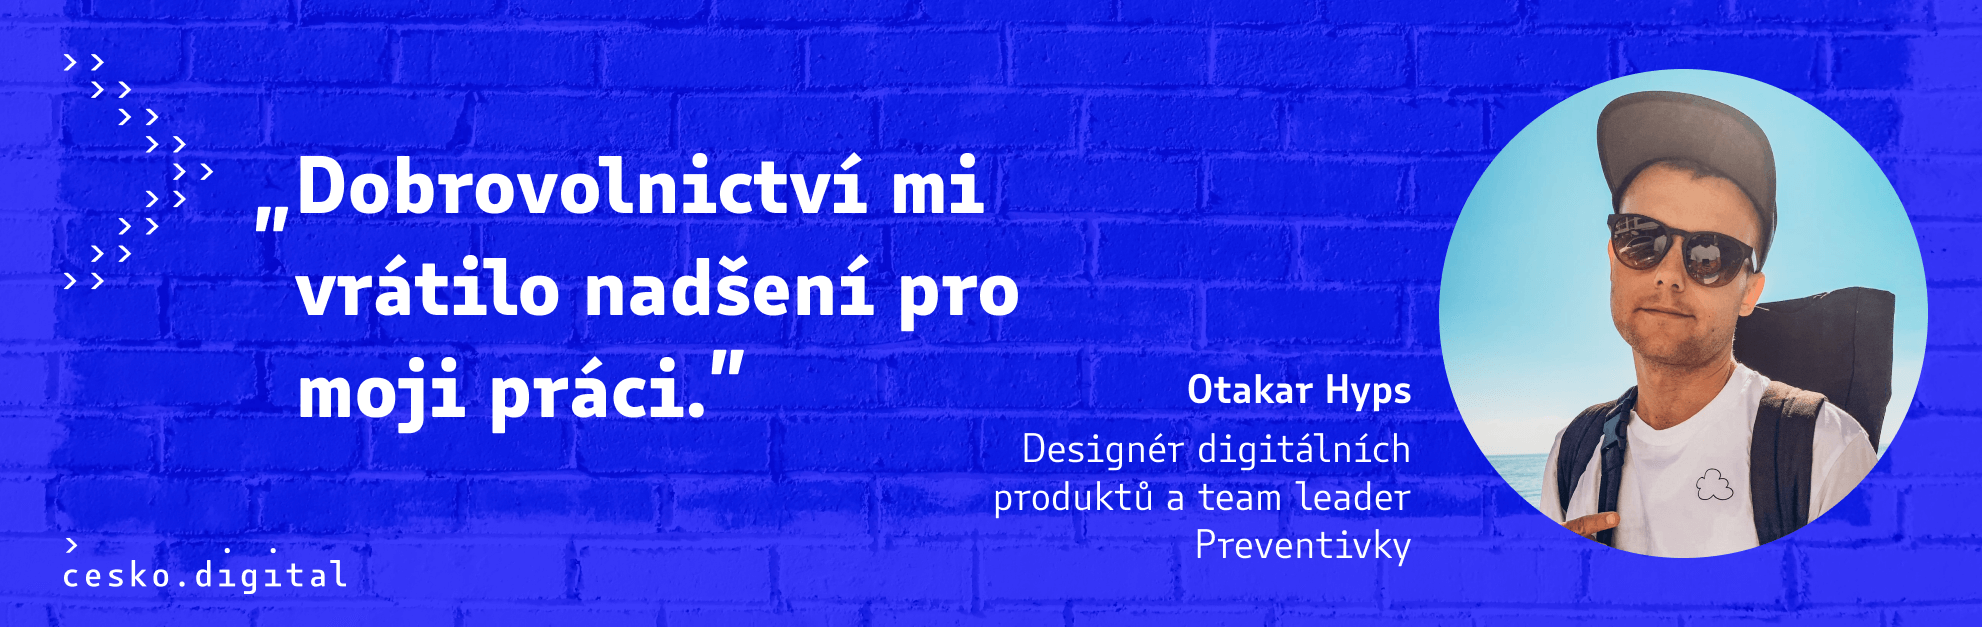 „Dobrovolnictví mi
vrátilo nadšení pro
moji práci.”
Otakar Hyps
Designér digitálních
produktů a team leader
Preventivky
cesko.digital